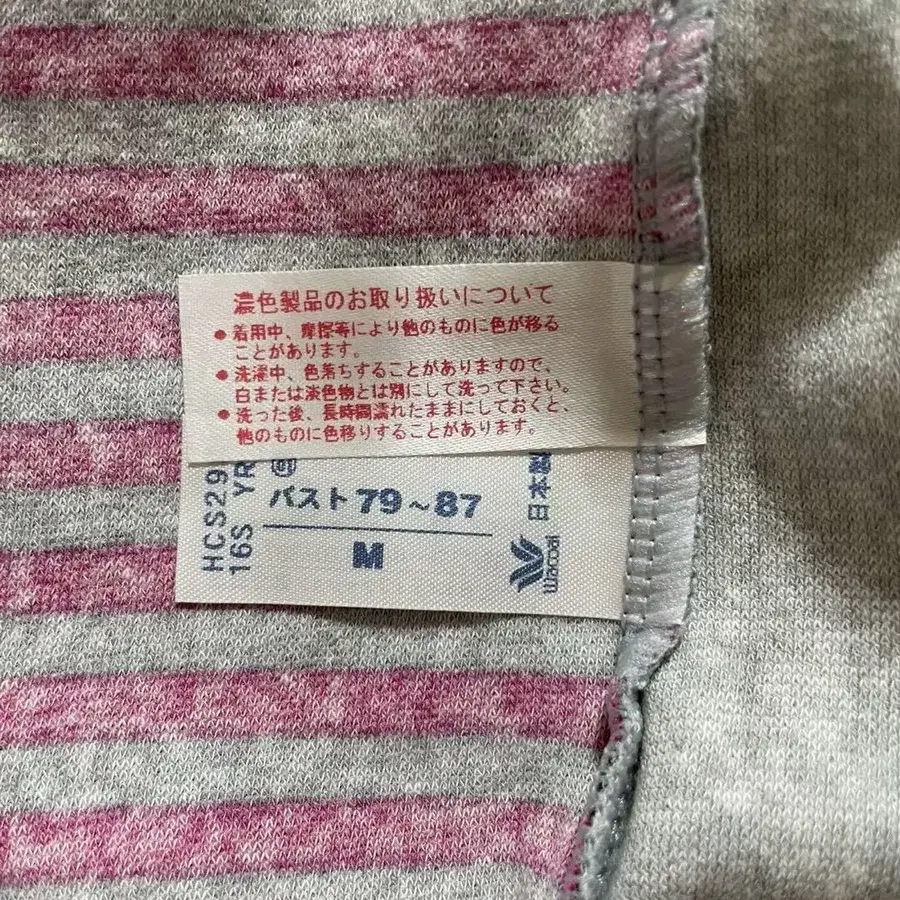 濃色製品のお取り扱いについて
●着用中、摩擦等により他のものに色が移る
ことがあります。
●洗濯中、色落ちすることがありますので、
白または淡色物とは別にして洗って下さい。
●洗った後、長時間濡れたままにしておくと、
他のものに色移りすることがあります。
バスト 79～87
M
HCS29
16S YR
日本製
Wacoal